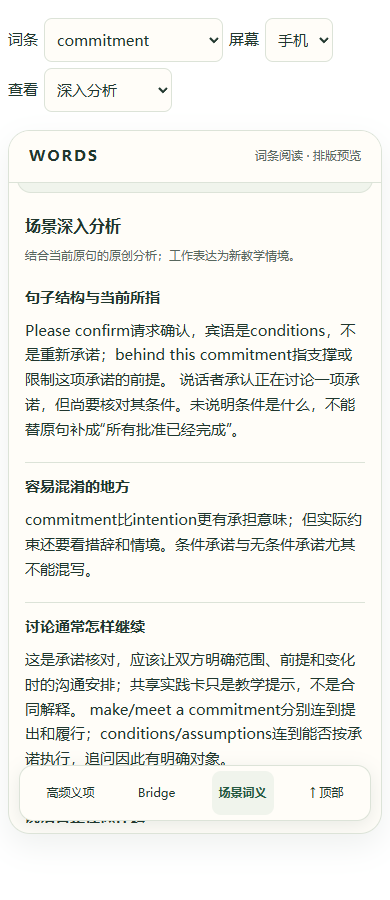 词条 commitment 屏幕 手机
查看 深入分析
WORDS 词条阅读 · 排版预览
场景深入分析
结合当前原句的原创分析；工作表达为新教学情境。
句子结构与当前所指
Please confirm请求确认，宾语是conditions，不
是重新承诺；behind this commitment指支撑或
限制这项承诺的前提。 说话者承认正在讨论一项承
诺，但尚要核对其条件。未说明条件是什么，不能
替原句补成“所有批准已经完成”。
容易混淆的地方
commitment比intention更有承担意味；但实际约
束还要看措辞和情境。条件承诺与无条件承诺尤其
不能混写。
讨论通常怎样继续
这是承诺核对，应该让双方明确范围、前提和变化
时的沟通安排；共享实践卡只是教学提示，不是合
同解释。 make/meet a commitment分别连到提
出和履行；conditions/assumptions连到能否按承
诺执行，追问因此有明确对象。
高频义项 Bridge 场景词义 ↑ 顶部